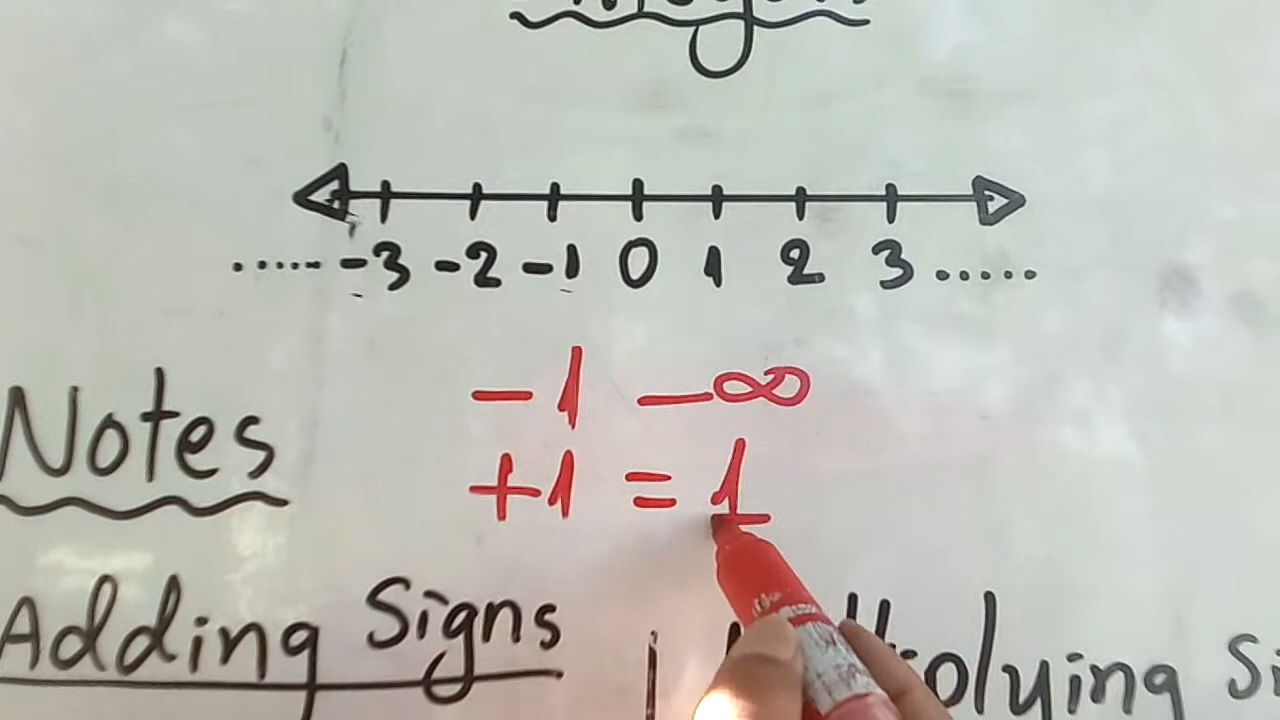 ..... -3 -2 -1 0 1 2 3 .....
-1 -∞
+1 = 1
Notes
Adding Signs